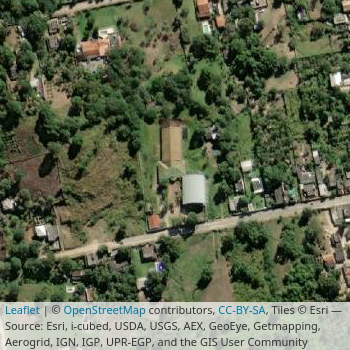 Leaflet | © OpenStreetMap contributors, CC-BY-SA, Tiles © Esri —
Source: Esri, i-cubed, USDA, USGS, AEX, GeoEye, Getmapping,
Aerogrid, IGN, IGP, UPR-EGP, and the GIS User Community